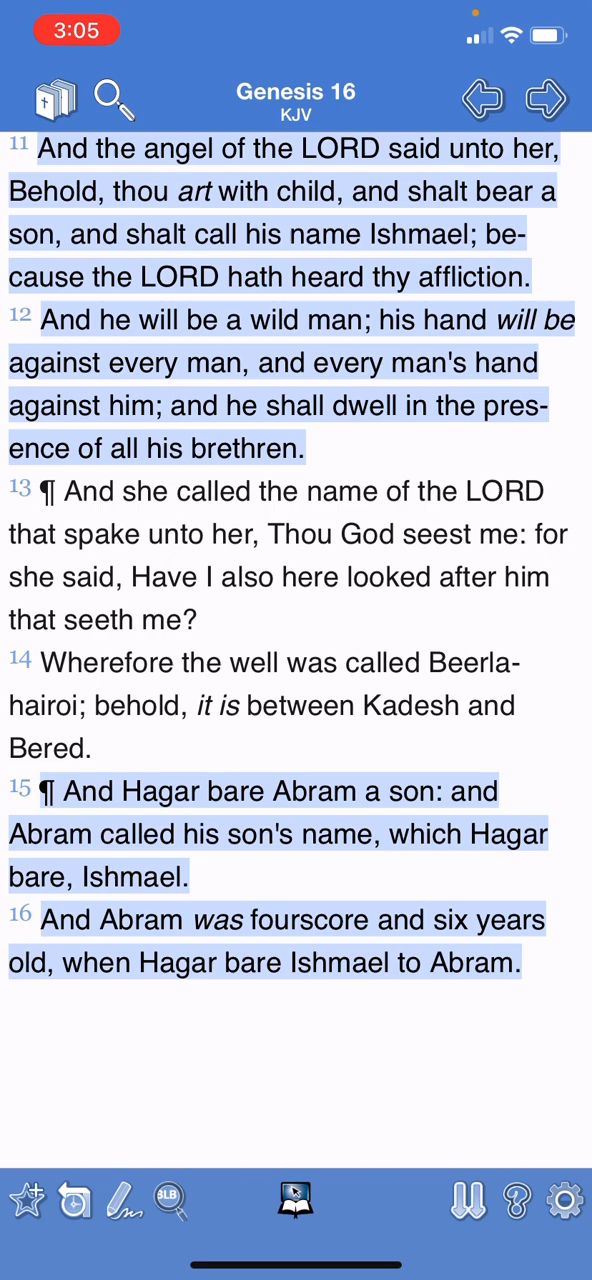 3:05
Genesis 16
KJV
11 And the angel of the LORD said unto her,
Behold, thou art with child, and shalt bear a
son, and shalt call his name Ishmael; be-
cause the LORD hath heard thy affliction.
12 And he will be a wild man; his hand will be
against every man, and every man's hand
against him; and he shall dwell in the pres-
ence of all his brethren.
13 ¶ And she called the name of the LORD
that spake unto her, Thou God seest me: for
she said, Have I also here looked after him
that seeth me?
14 Wherefore the well was called Beerla-
hairoi; behold, it is between Kadesh and
Bered.
15 ¶ And Hagar bare Abram a son: and
Abram called his son's name, which Hagar
bare, Ishmael.
16 And Abram was fourscore and six years
old, when Hagar bare Ishmael to Abram.
BLB